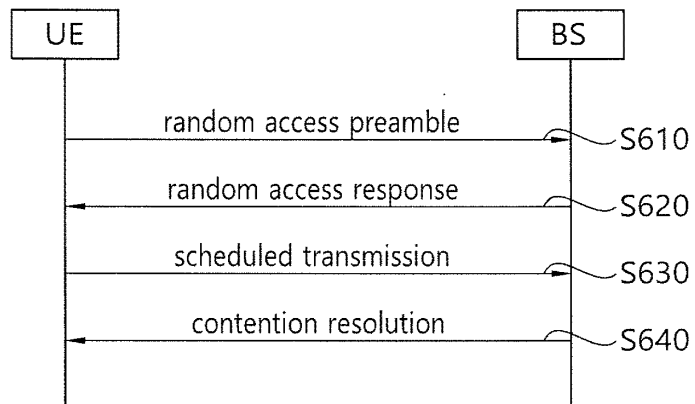 UE
BS
random access preamble
S610
random access response
S620
scheduled transmission
S630
contention resolution
S640